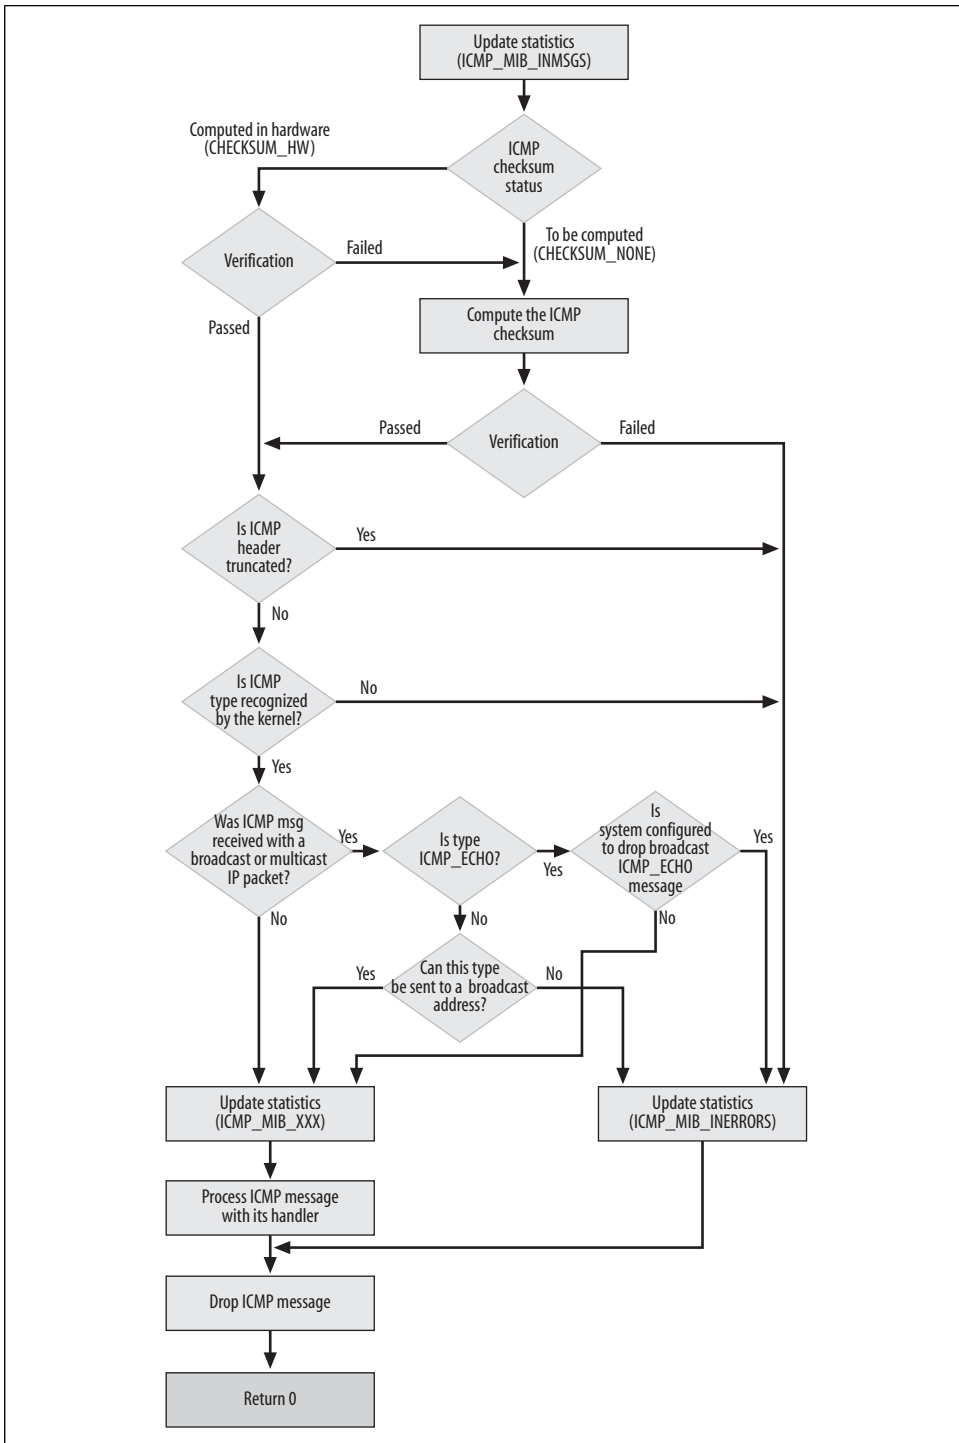 Update statistics
(ICMP_MIB_INMSGS)
Computed in hardware
(CHECKSUM_HW)
ICMP
checksum
status
To be computed
(CHECKSUM_NONE)
Verification
Failed
Passed
Compute the ICMP
checksum
Passed
Verification
Failed
Is ICMP
header
truncated?
Yes
No
Is ICMP
type recognized
by the kernel?
No
Yes
Was ICMP msg
received with a
broadcast or multicast
IP packet?
Yes
No
Is type
ICMP_ECHO?
Yes
No
Is
system configured
to drop broadcast
ICMP_ECHO
message
Yes
No
Yes
Can this type
be sent to a broadcast
address?
No
Update statistics
(ICMP_MIB_XXX)
Update statistics
(ICMP_MIB_INERRORS)
Process ICMP message
with its handler
Drop ICMP message
Return 0